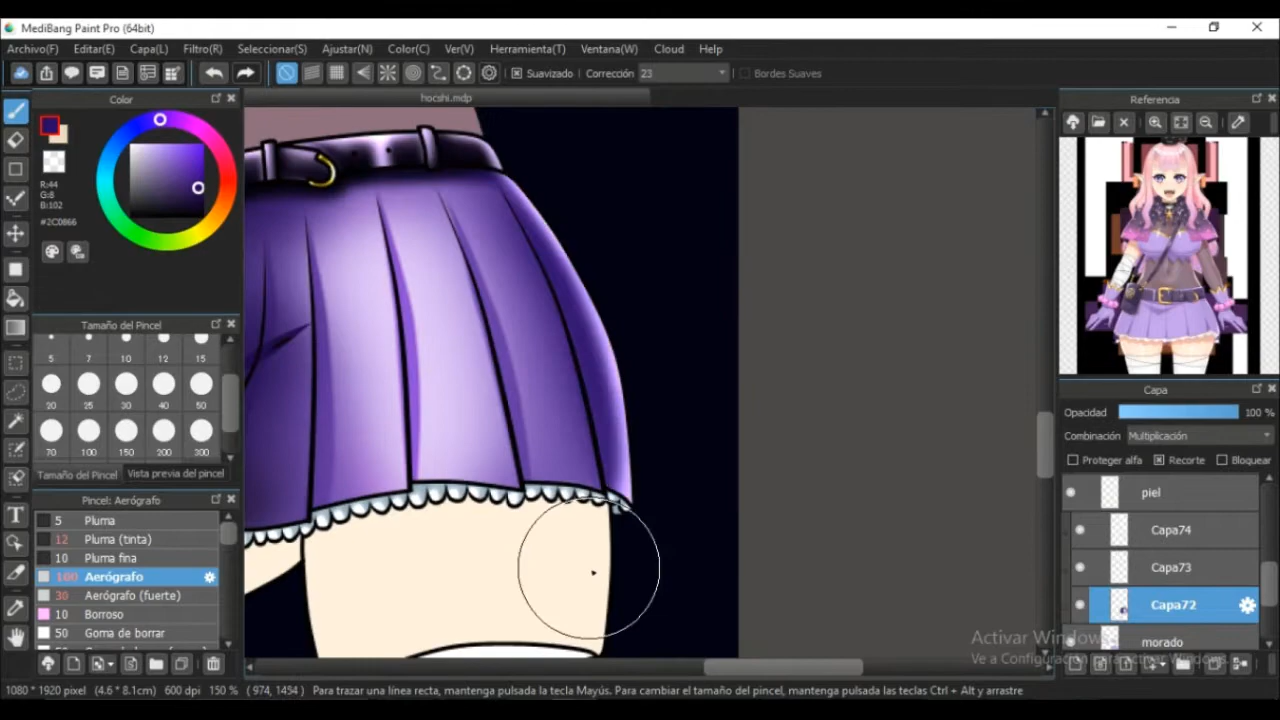 MediBang Paint Pro (64bit)
Archivo(F) Editar(E) Capa(L) Filtro(R) Seleccionar(S) Ajustar(N) Color(C) Ver(V) Herramienta(T) Ventana(W) Cloud Help
Suavizado Corrección 23 Bordes Suaves
Color
hocshi.mdp
Referencia
R:44
G:8
B:102
#2C0866
Tamaño del Pincel
5 7 10 12 15
20 25 30 40 50
70 100 150 200 300
Tamaño del Pincel Vista previa del pincel
Pincel: Aerógrafo
5 Pluma
12 Pluma (tinta)
10 Pluma fina
100 Aerógrafo
30 Aerógrafo (fuerte)
10 Borroso
50 Goma de borrar
Capa
Opacidad 100 %
Combinación Multiplicación
Proteger alfa Recorte Bloquear
piel
Capa74
Capa73
Capa72
morado
Activar Windows
Ve a Configuración para activar Windows.
1080 * 1920 pixel (4.6 * 8.1cm) 600 dpi 150 % ( 974, 1454 ) Para trazar una línea recta, mantenga pulsada la tecla Mayús. Para cambiar el tamaño del pincel, mantenga pulsadas las teclas Ctrl + Alt y arrastre